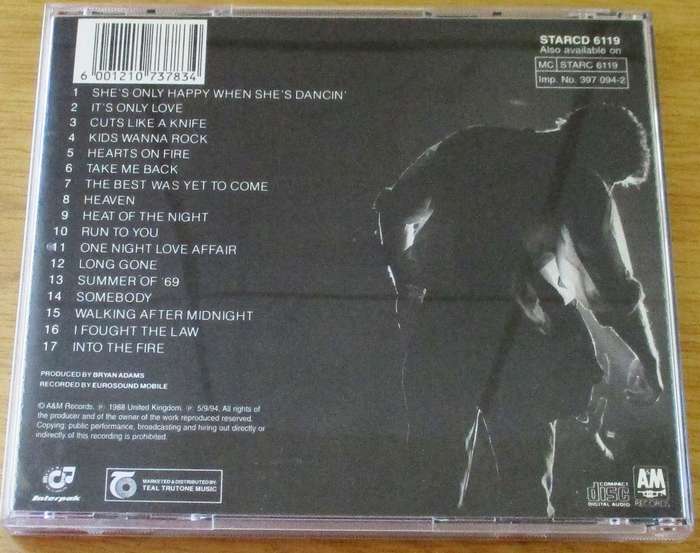 STARCD 6119
Also available on
MC STARC 6119
Imp. No. 397 094-2
6 001210 737834
1 SHE'S ONLY HAPPY WHEN SHE'S DANCIN'
2 IT'S ONLY LOVE
3 CUTS LIKE A KNIFE
4 KIDS WANNA ROCK
5 HEARTS ON FIRE
6 TAKE ME BACK
7 THE BEST WAS YET TO COME
8 HEAVEN
9 HEAT OF THE NIGHT
10 RUN TO YOU
11 ONE NIGHT LOVE AFFAIR
12 LONG GONE
13 SUMMER OF '69
14 SOMEBODY
15 WALKING AFTER MIDNIGHT
16 I FOUGHT THE LAW
17 INTO THE FIRE
PRODUCED BY BRYAN ADAMS
RECORDED BY EUROSOUND MOBILE
© A&M Records. ℗ 1988 United Kingdom. ℗ 5/9/94. All rights of
the producer and of the owner of the work reproduced reserved.
Copying, public performance, broadcasting and hiring out directly or
indirectly of this recording is prohibited.
Interpak
MARKETED & DISTRIBUTED BY:
TEAL TRUTONE MUSIC
COMPACT
disc
DIGITAL AUDIO
A&M
RECORDS